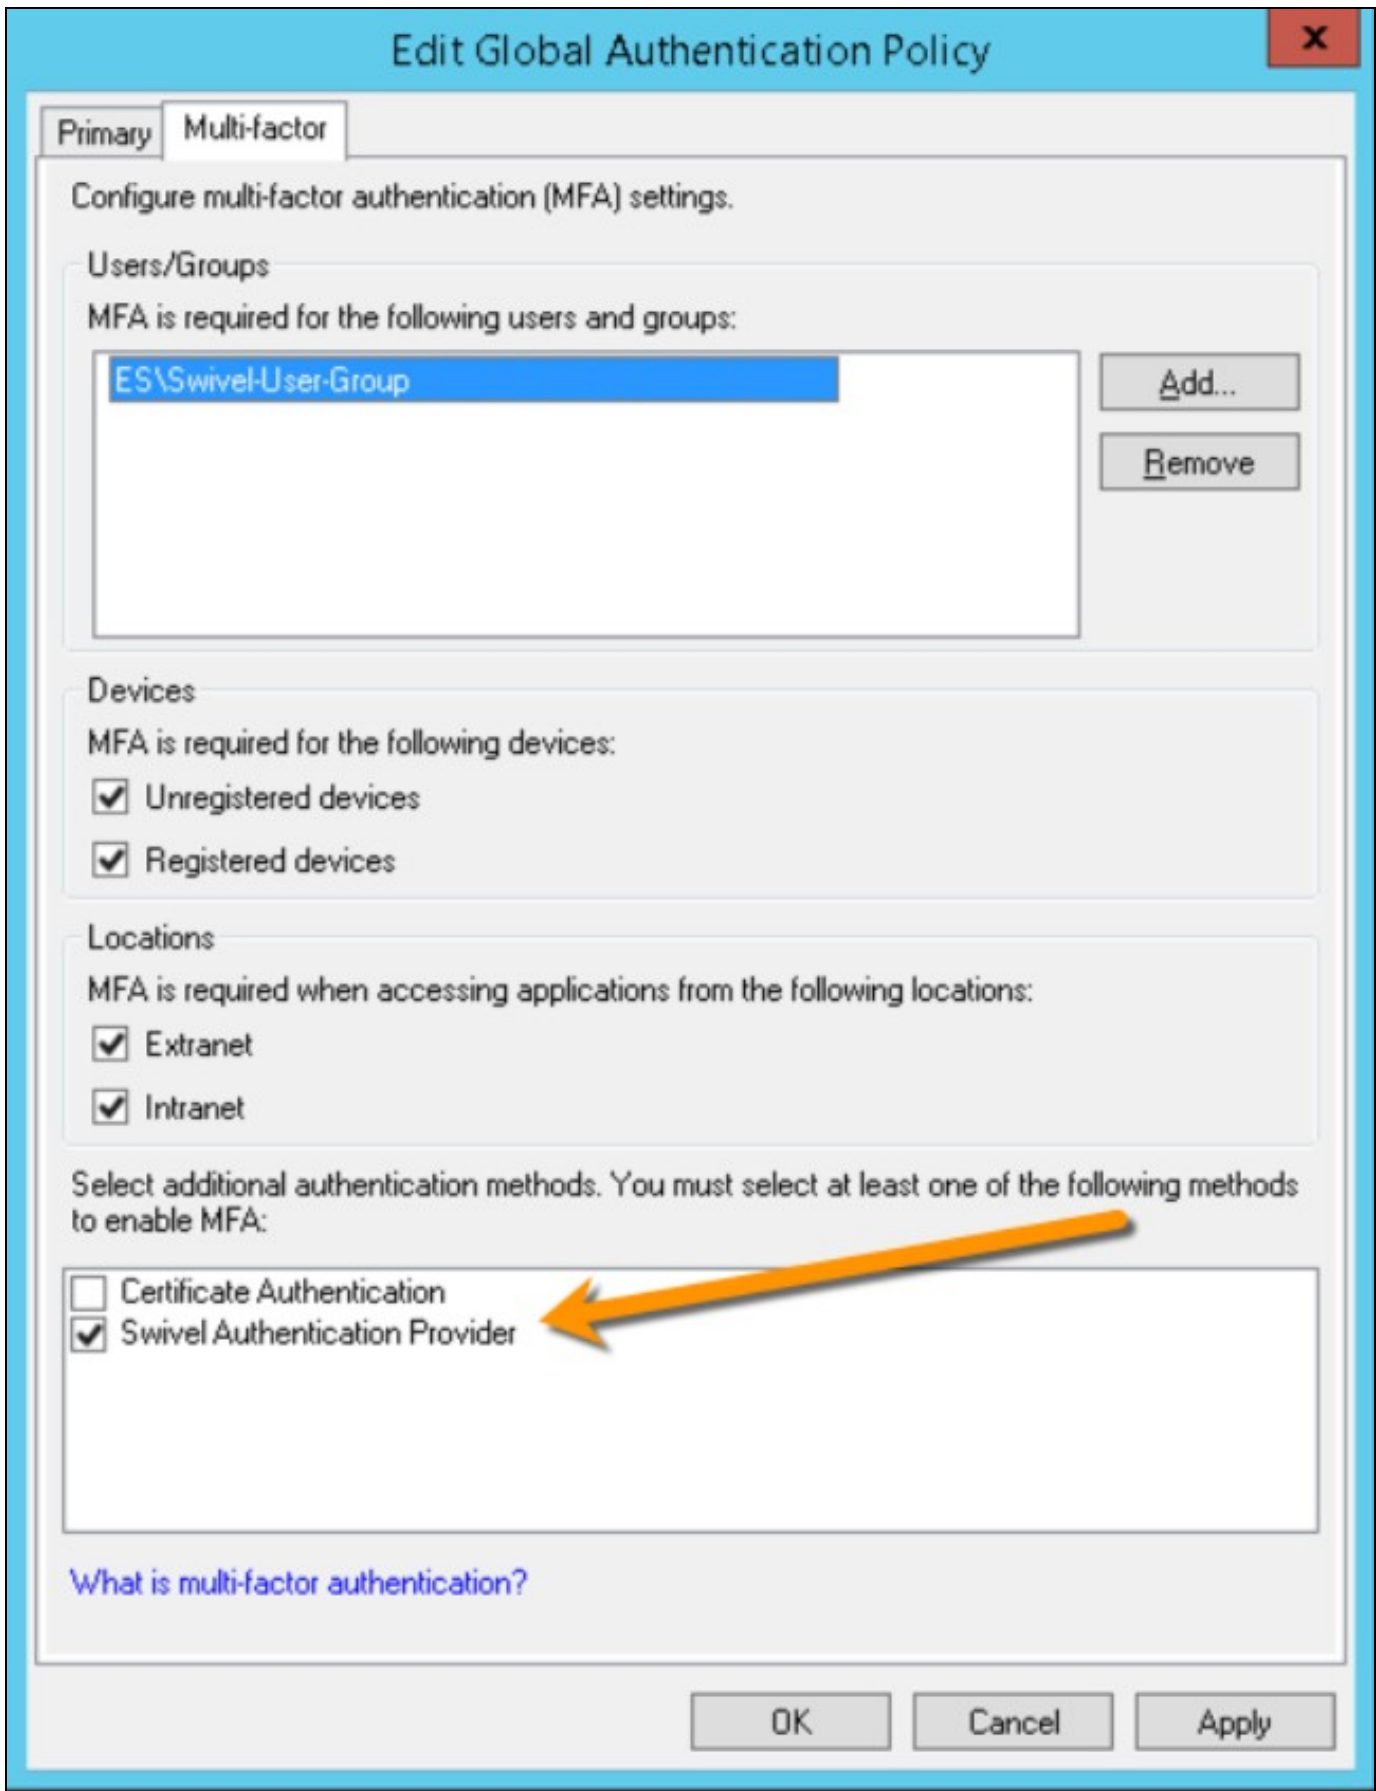 Edit Global Authentication Policy
x
Primary
Multi-factor
Configure multi-factor authentication (MFA) settings.
Users/Groups
MFA is required for the following users and groups:
ES\Swivel-User-Group
Add...
Remove
Devices
MFA is required for the following devices:
Unregistered devices
Registered devices
Locations
MFA is required when accessing applications from the following locations:
Extranet
Intranet
Select additional authentication methods. You must select at least one of the following methods
to enable MFA:
Certificate Authentication
Swivel Authentication Provider
What is multi-factor authentication?
OK
Cancel
Apply